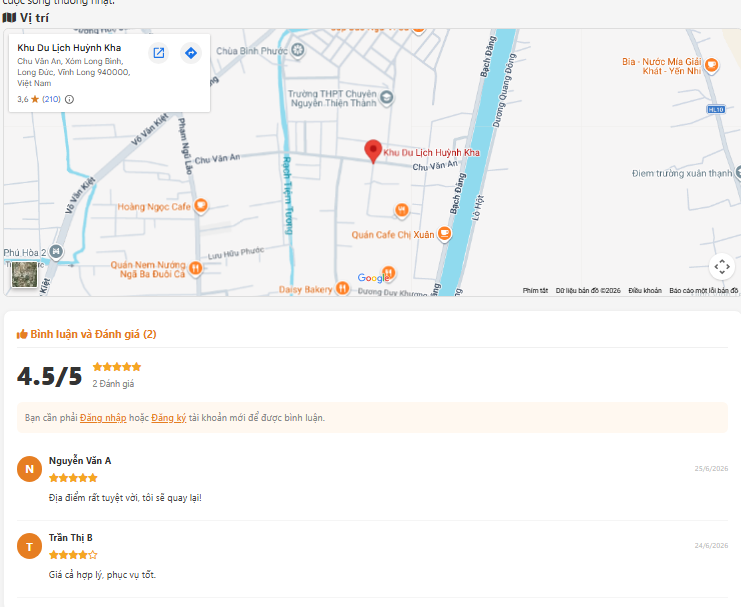 cuộc sống thường nhật.
Vị trí
Khu Du Lịch Huỳnh Kha
Chu Văn An, Xóm Long Bình,
Long Đức, Vĩnh Long 940000,
Việt Nam
3,6 ★ (210)
Chùa Bình Phước
Bạch Đằng
Dương Quang Đông
Bia - Nước Mía Giải
Khát - Yến Nhi
Trường THPT Chuyên
Nguyễn Thiện Thành
HL10
Võ Văn Kiệt
Phạm Ngũ Lão
Chu Văn An
Khu Du Lịch Huỳnh Kha
Chu Văn An
Điểm trường xuân thạnh
Rạch Tiệm Tương
Võ Văn Kiệt
Bạch Đằng
Lò Hột
Hoàng Ngọc Cafe
Quán Cafe Chị Xuân
Phú Hòa 2
Lưu Hữu Phước
Quán Nem Nướng
Ngã Ba Đuôi Cá
Kiệt
Google
Daisy Bakery
Dương Duy Khương
Phím tắt
Dữ liệu bản đồ ©2026
Điều khoản
Báo cáo một lỗi bản đồ
Bình luận và Đánh giá (2)
4.5/5
2 Đánh giá
Bạn cần phải Đăng nhập hoặc Đăng ký tài khoản mới để được bình luận.
N
Nguyễn Văn A
25/6/2026
Địa điểm rất tuyệt vời, tôi sẽ quay lại!
T
Trần Thị B
24/6/2026
Giá cả hợp lý, phục vụ tốt.